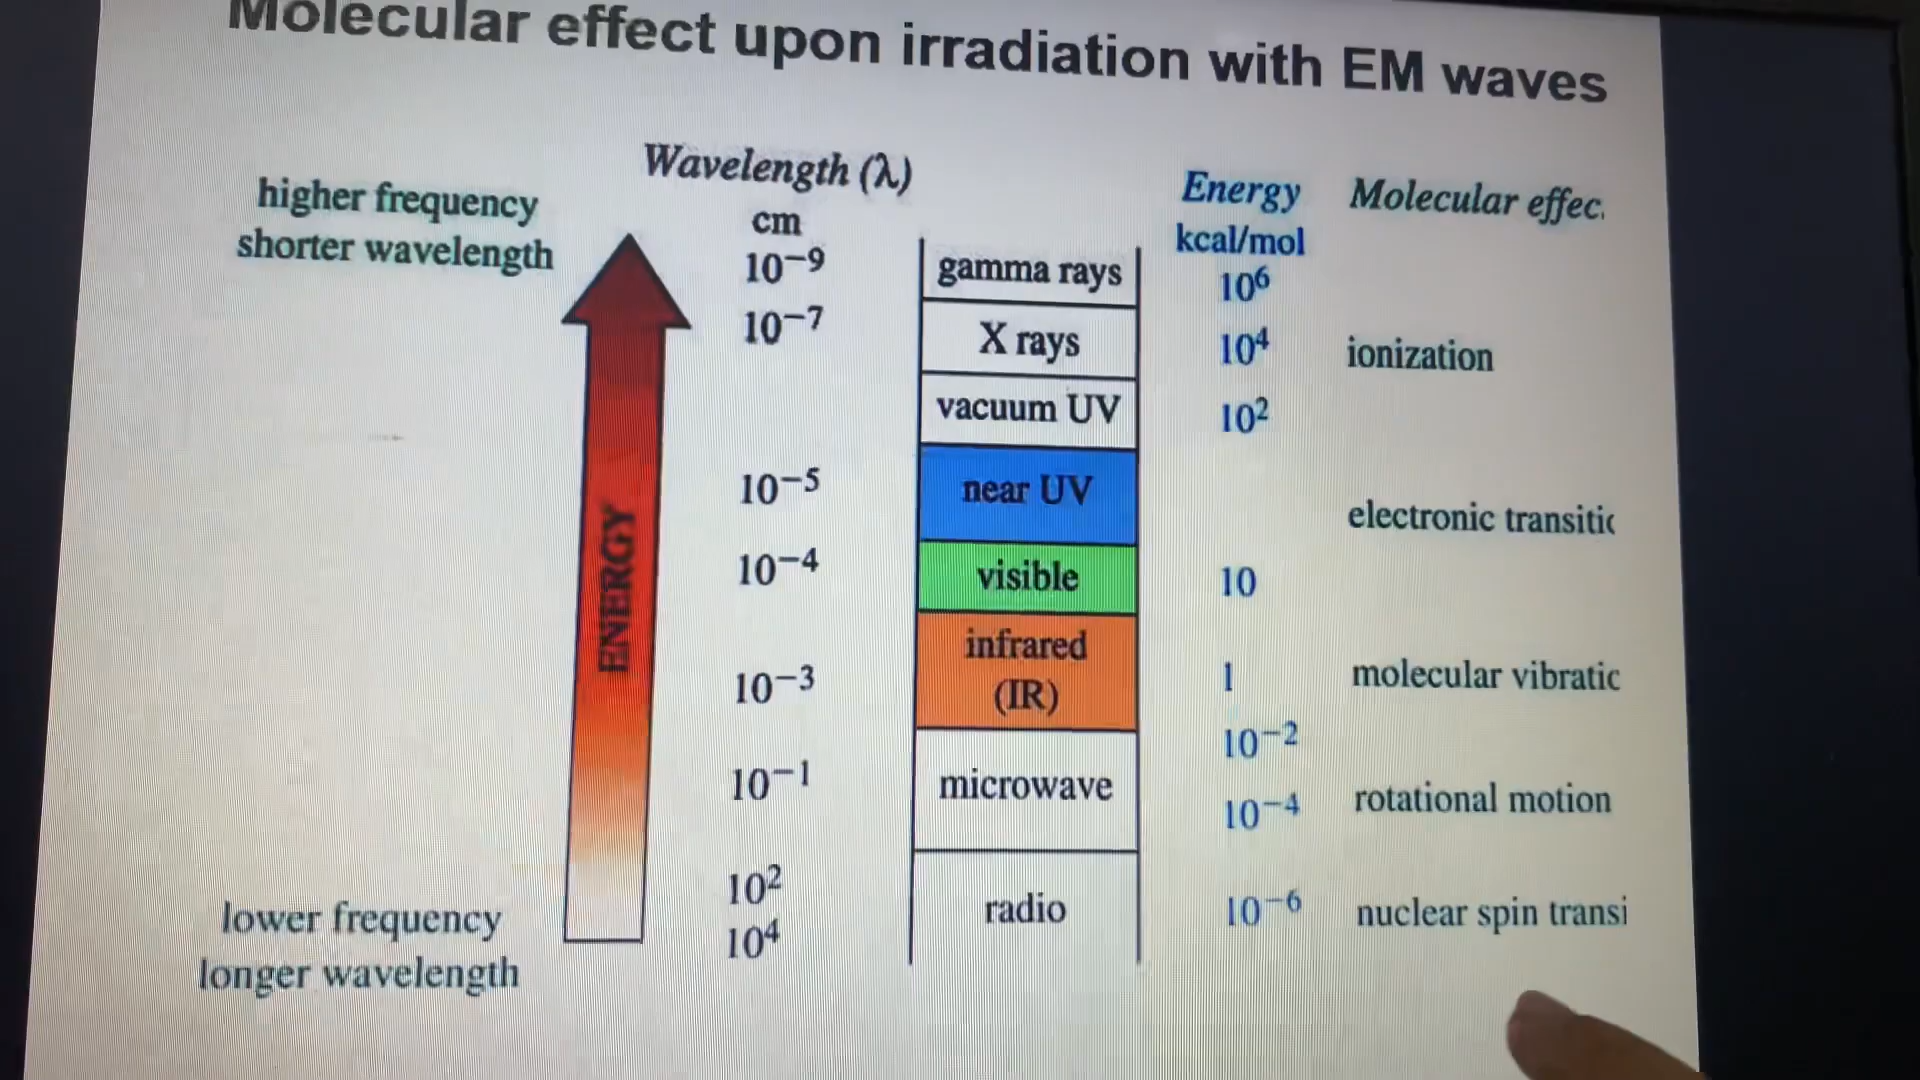 Molecular effect upon irradiation with EM waves
Wavelength (λ)
cm
Energy
kcal/mol
Molecular effec
higher frequency
shorter wavelength
10⁻⁹ gamma rays 10⁶
10⁻⁷ X rays 10⁴ ionization
vacuum UV 10²
10⁻⁵ near UV electronic transitic
10⁻⁴ visible 10
infrared
10⁻³ (IR) 1 molecular vibratic
10⁻²
10⁻¹ microwave 10⁻⁴ rotational motion
10² radio 10⁻⁶ nuclear spin transi
10⁴
ENERGY
lower frequency
longer wavelength